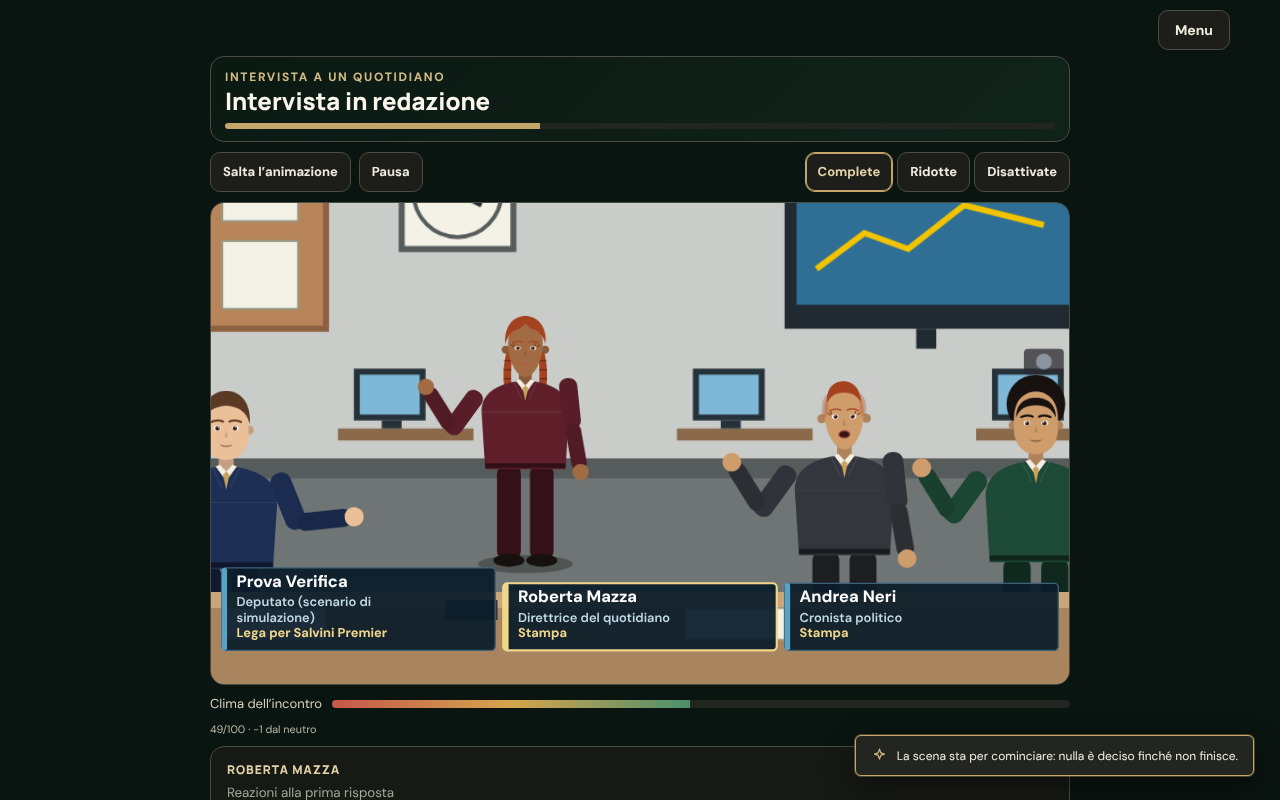 Menu
INTERVISTA A UN QUOTIDIANO
Intervista in redazione
Salta l'animazione
Pausa
Complete
Ridotte
Disattivate
Prova Verifica
Deputato (scenario di
simulazione)
Lega per Salvini Premier
Roberta Mazza
Direttrice del quotidiano
Stampa
Andrea Neri
Cronista politico
Stampa
Clima dell'incontro
49/100 · -1 dal neutro
La scena sta per cominciare: nulla è deciso finché non finisce.
ROBERTA MAZZA
Reazioni alla prima risposta